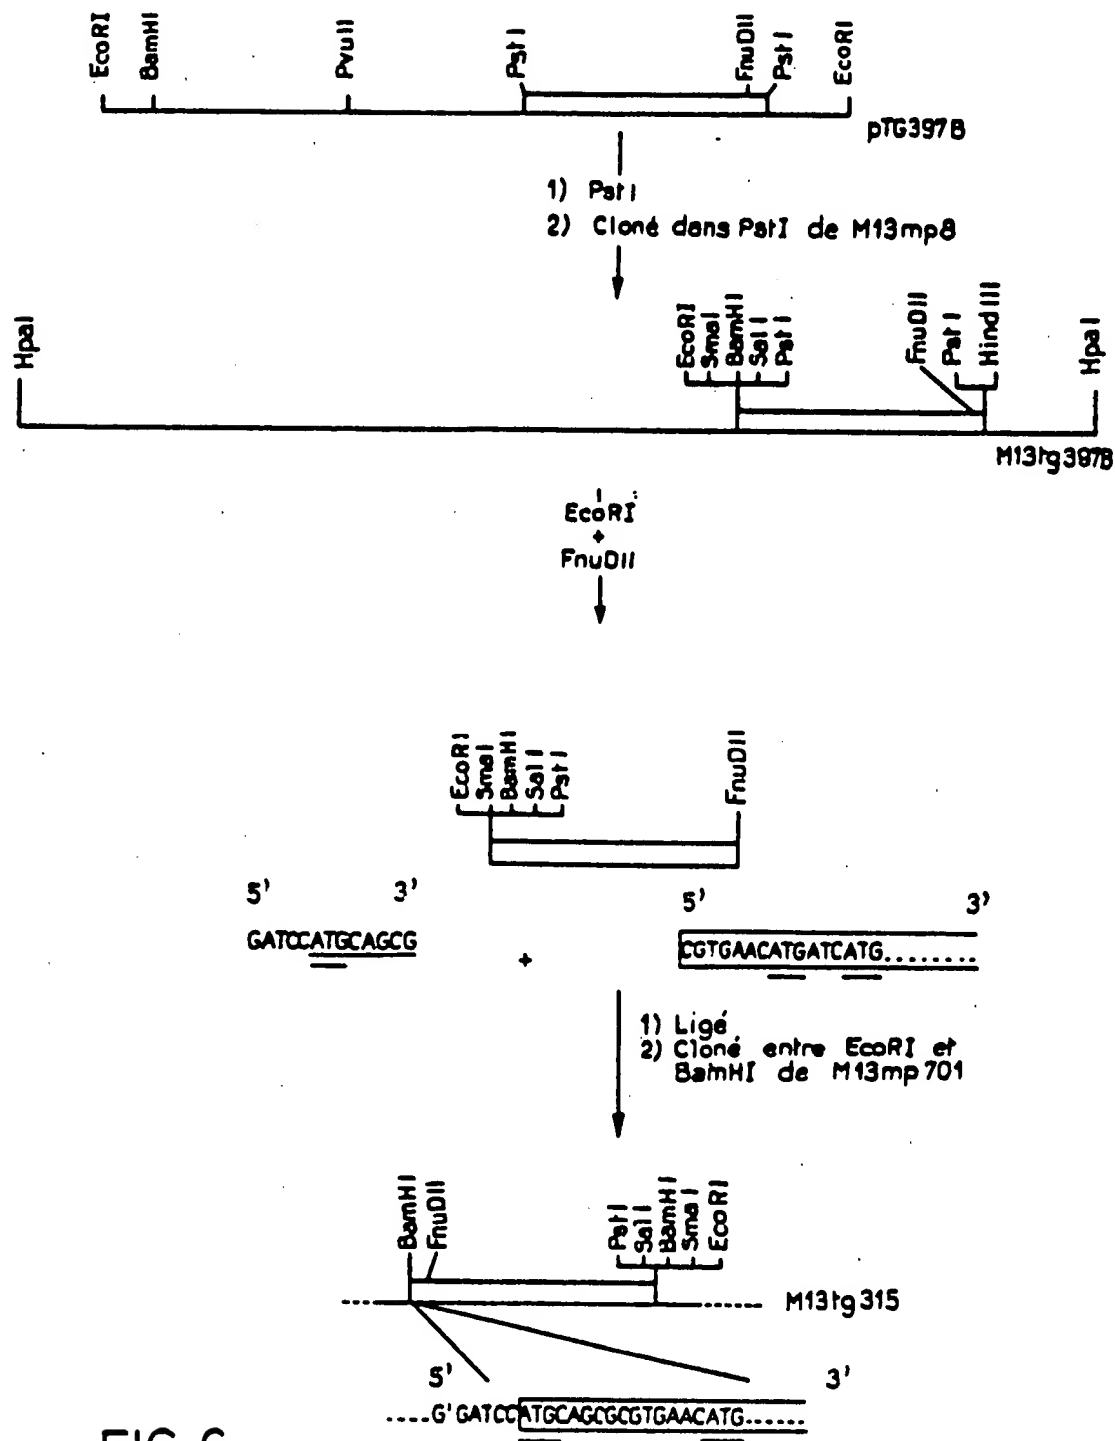 EcoRI BamHI PvuII PstI FnuDII PstI EcoRI
pTG397B
1) PstI
2) Cloné dans PstI de M13mp8
HpaI EcoRI SmaI BamHI SalI PstI FnuDII PstI HindIII HpaI
M13tg397B
EcoRI
+
FnuDII
EcoRI SmaI BamHI SalI PstI FnuDII
5' 3' 5' 3'
GATCCATGCAGCG + CGTGAACATGATCATG........
1) Ligé
2) Cloné entre EcoRI et
BamHI de M13mp701
BamHI FnuDII PstI SalI BamHI SmaI EcoRI
M13tg315
5' 3'
....G'GATCCATGCAGCGCGTGAACATG......